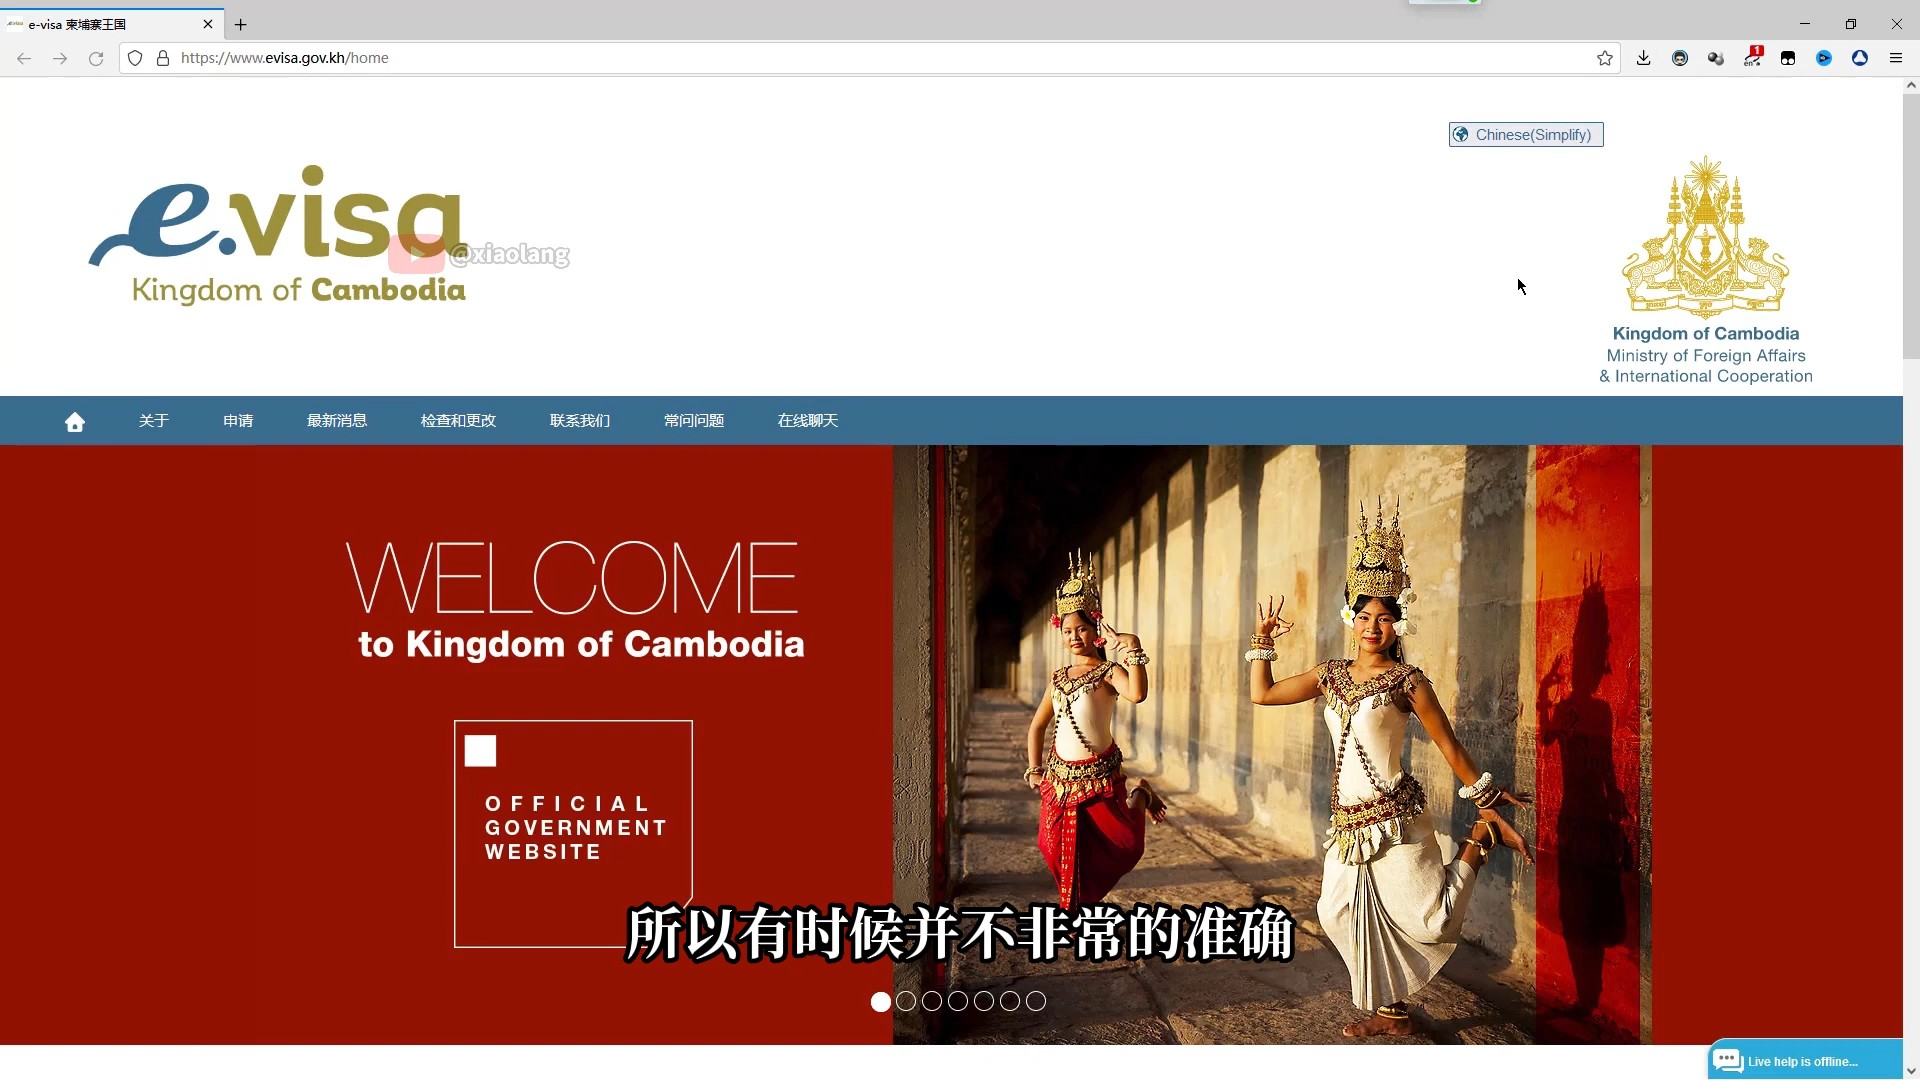 e-visa 柬埔寨王国
https://www.evisa.gov.kh/home
Chinese(Simplify)
e.visa
Kingdom of Cambodia
@xiaolang
Kingdom of Cambodia
Ministry of Foreign Affairs
& International Cooperation
关于 申请 最新消息 检查和更改 联系我们 常问问题 在线聊天
WELCOME
to Kingdom of Cambodia
OFFICIAL
GOVERNMENT
WEBSITE
所以有时候并不非常的准确
Live help is offline...